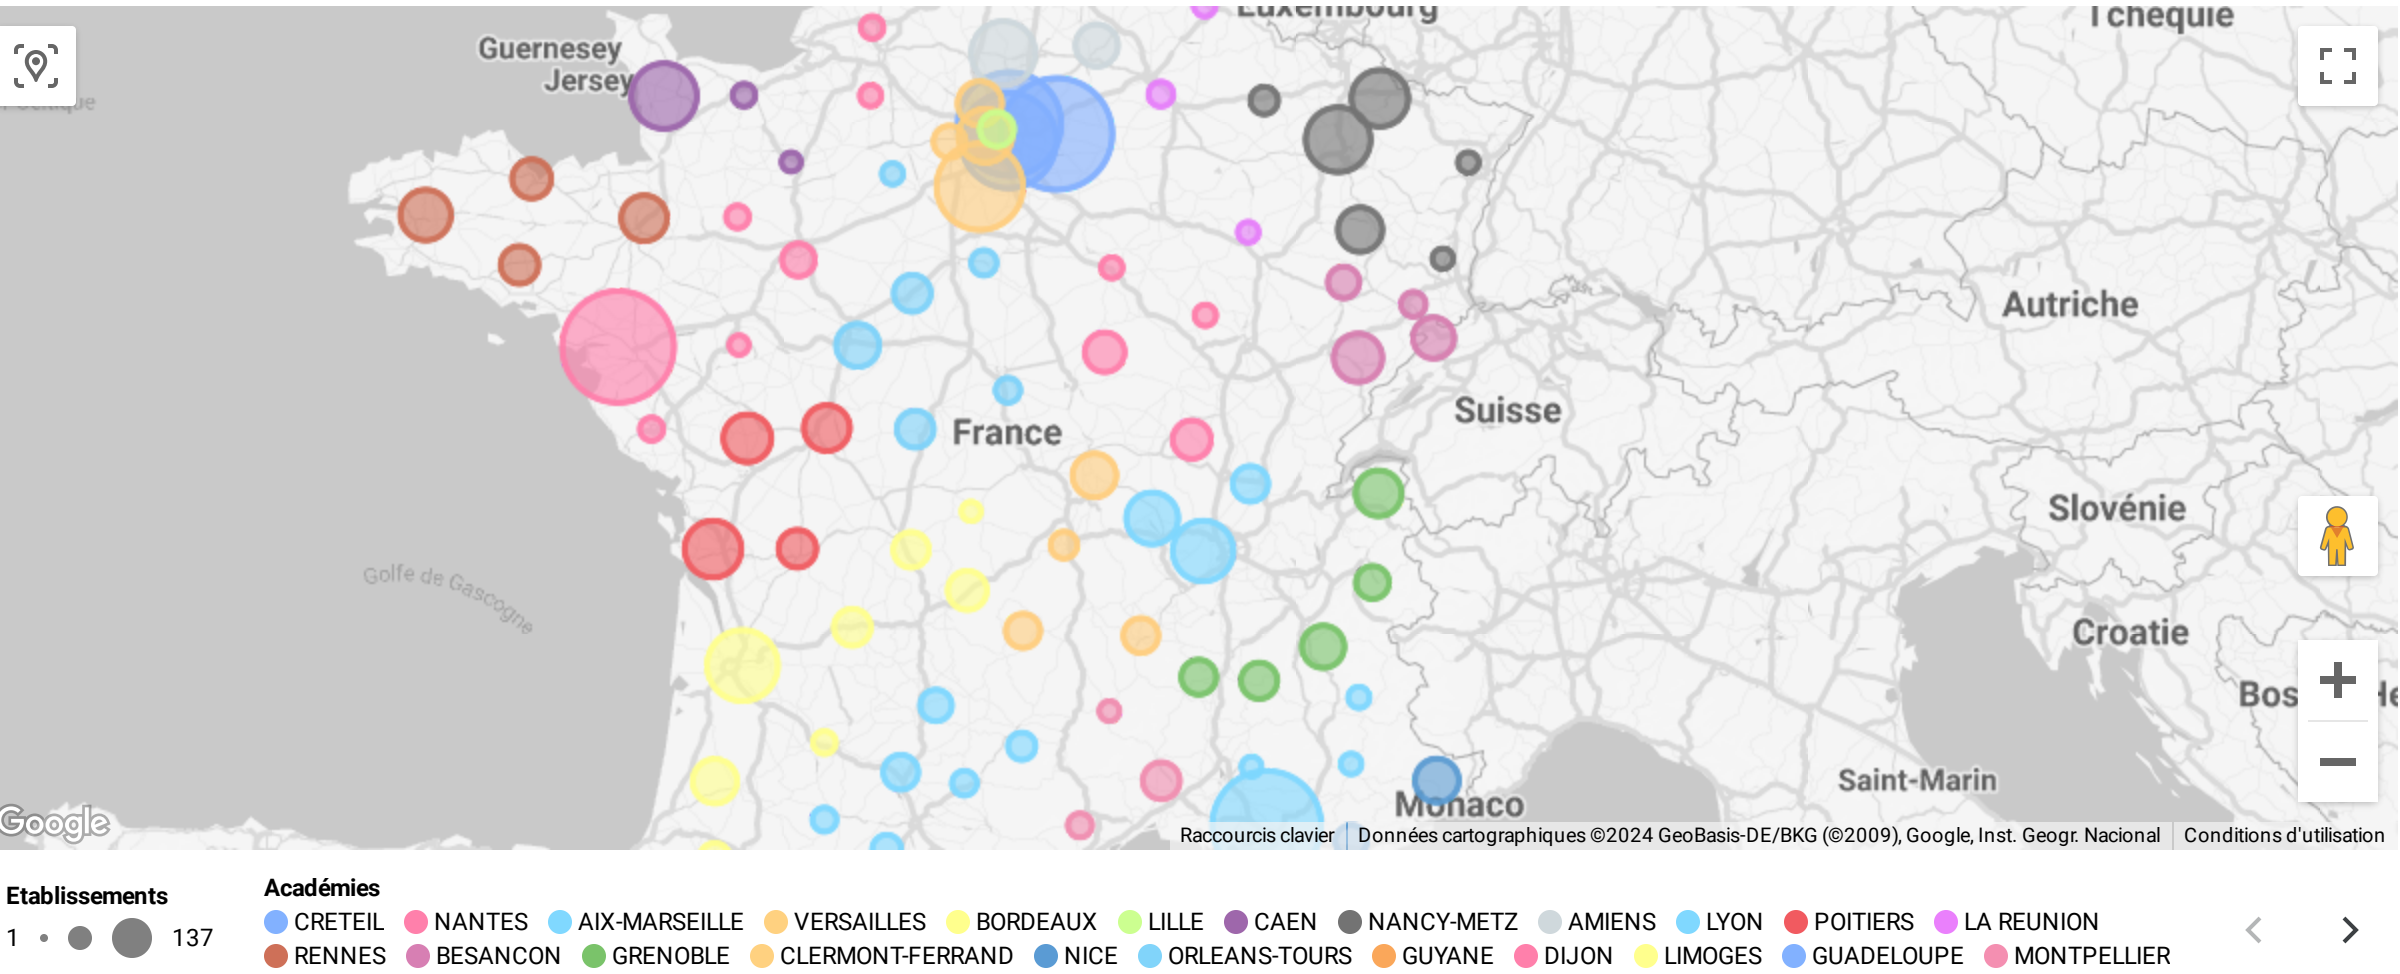 Luxembourg
Tchéquie
Guernesey
Jersey
Autriche
Suisse
France
Slovénie
Golfe de Gascogne
Croatie
Saint-Marin
Monaco
Google
Raccourcis clavier
Données cartographiques ©2024 GeoBasis-DE/BKG (©2009), Google, Inst. Geogr. Nacional
Conditions d'utilisation
Etablissements
1 137
Académies
CRETEIL NANTES AIX-MARSEILLE VERSAILLES BORDEAUX LILLE CAEN NANCY-METZ AMIENS LYON POITIERS LA REUNION
RENNES BESANCON GRENOBLE CLERMONT-FERRAND NICE ORLEANS-TOURS GUYANE DIJON LIMOGES GUADELOUPE MONTPELLIER